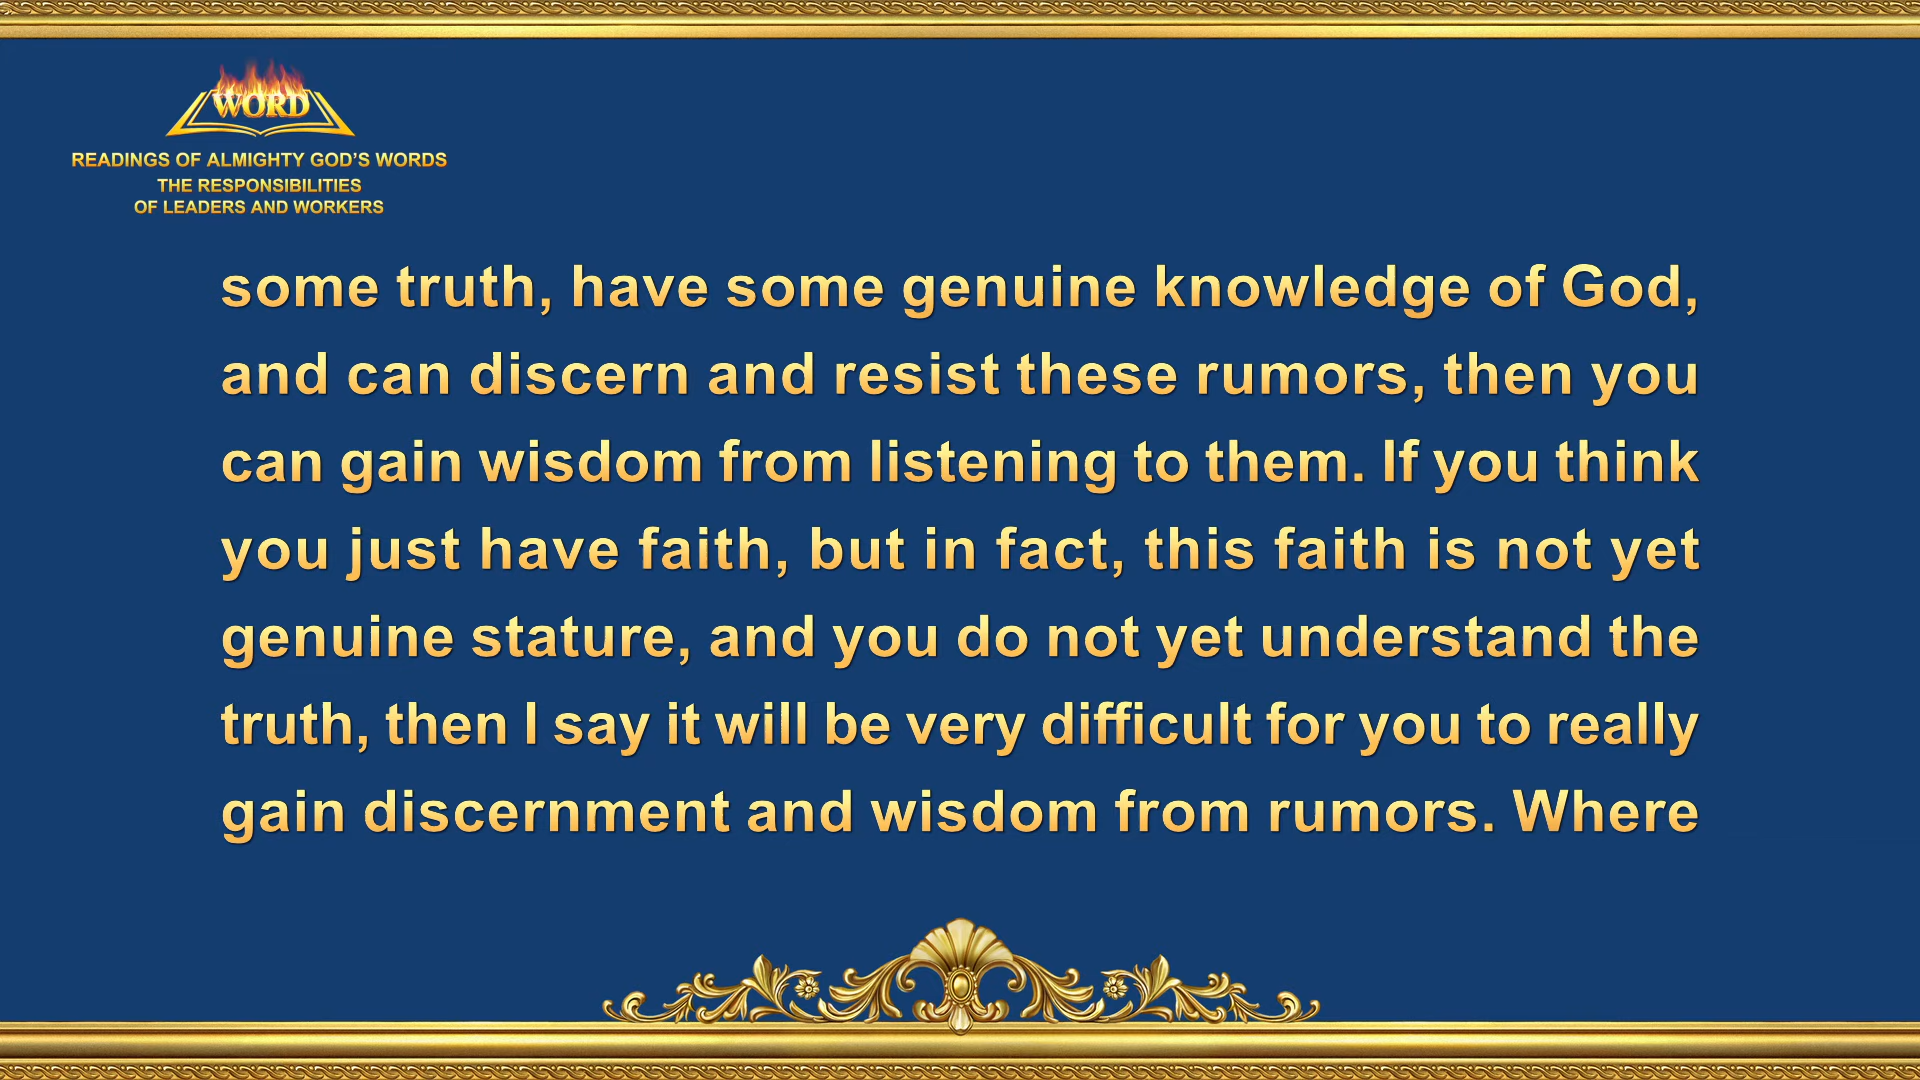 WORD
READINGS OF ALMIGHTY GOD’S WORDS
THE RESPONSIBILITIES
OF LEADERS AND WORKERS
some truth, have some genuine knowledge of God,
and can discern and resist these rumors, then you
can gain wisdom from listening to them. If you think
you just have faith, but in fact, this faith is not yet
genuine stature, and you do not yet understand the
truth, then I say it will be very difficult for you to really
gain discernment and wisdom from rumors. Where